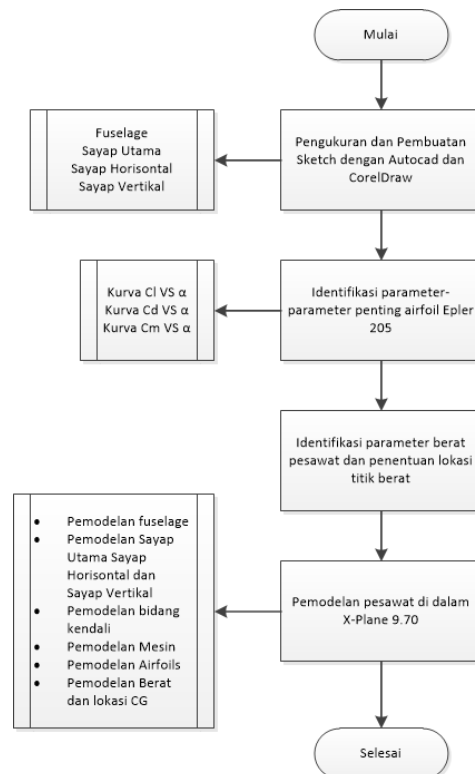 Mulai
Pengukuran dan Pembuatan
Sketch dengan Autocad dan
CorelDraw
Fuselage
Sayap Utama
Sayap Horisontal
Sayap Vertikal
Identifikasi parameter-
parameter penting airfoil Epler
205
Kurva Cl VS α
Kurva Cd VS α
Kurva Cm VS α
Identifikasi parameter berat
pesawat dan penentuan lokasi
titik berat
Pemodelan pesawat di dalam
X-Plane 9.70
• Pemodelan fuselage
• Pemodelan Sayap
Utama Sayap
Horisontal dan
Sayap Vertikal
• Pemodelan bidang
kendali
• Pemodelan Mesin
• Pemodelan Airfoils
• Pemodelan Berat
dan lokasi CG
Selesai